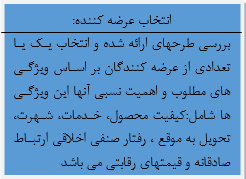 انتخاب عرضه کننده:
بررسی طرحهای ارائه شده و انتخاب یک یا
تعدادی از عرضه کنندگان بر اساس ویژگی
های مطلوب و اهمیت نسبی آنها این ویژگی
ها شامل:کیفیت محصول، خدمات، شهرت،
تحویل به موقع ، رفتار صنفی اخلاقی ارتباط
صادقانه و قیمتهای رقابتی می باشد